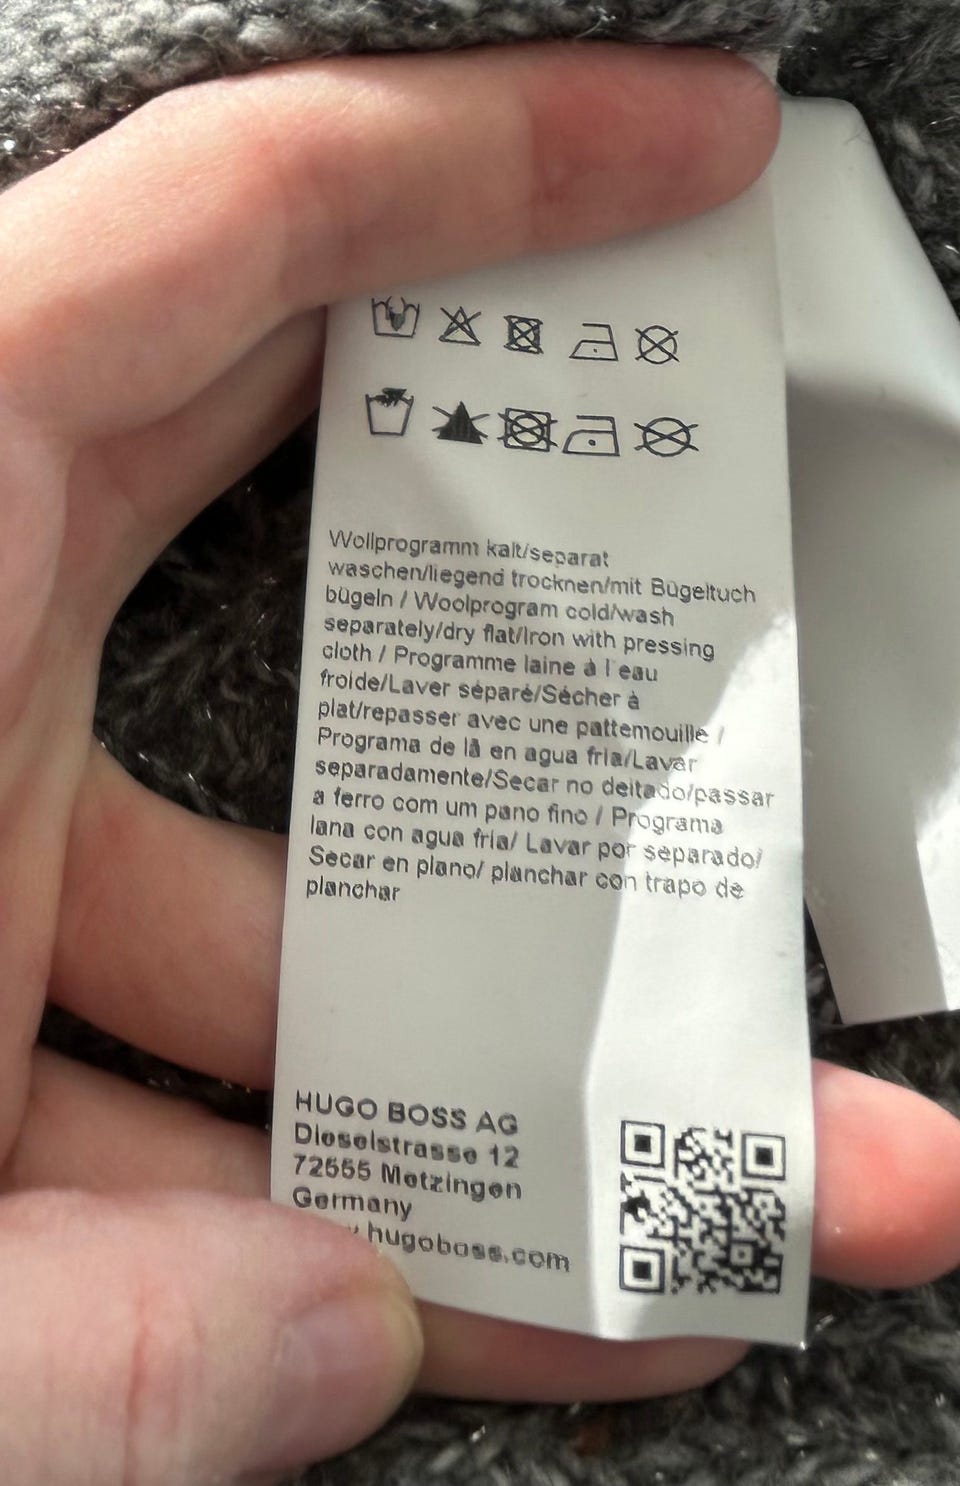 Wollprogramm kalt/separat
waschen/liegend trocknen/mit Bügeltuch
bügeln / Woolprogram cold/wash
separately/dry flat/Iron with pressing
cloth / Programme laine à l´eau
froide/Laver séparé/Sécher à
plat/repasser avec une pattemouille /
Programa de lã en agua fria/Lavar
separadamente/Secar no deitado/passar
a ferro com um pano fino / Programa
lana con agua fria/ Lavar por separado/
Secar en plano/ planchar con trapo de
planchar
HUGO BOSS AG
Dieselstrasse 12
72555 Metzingen
Germany
hugoboss.com